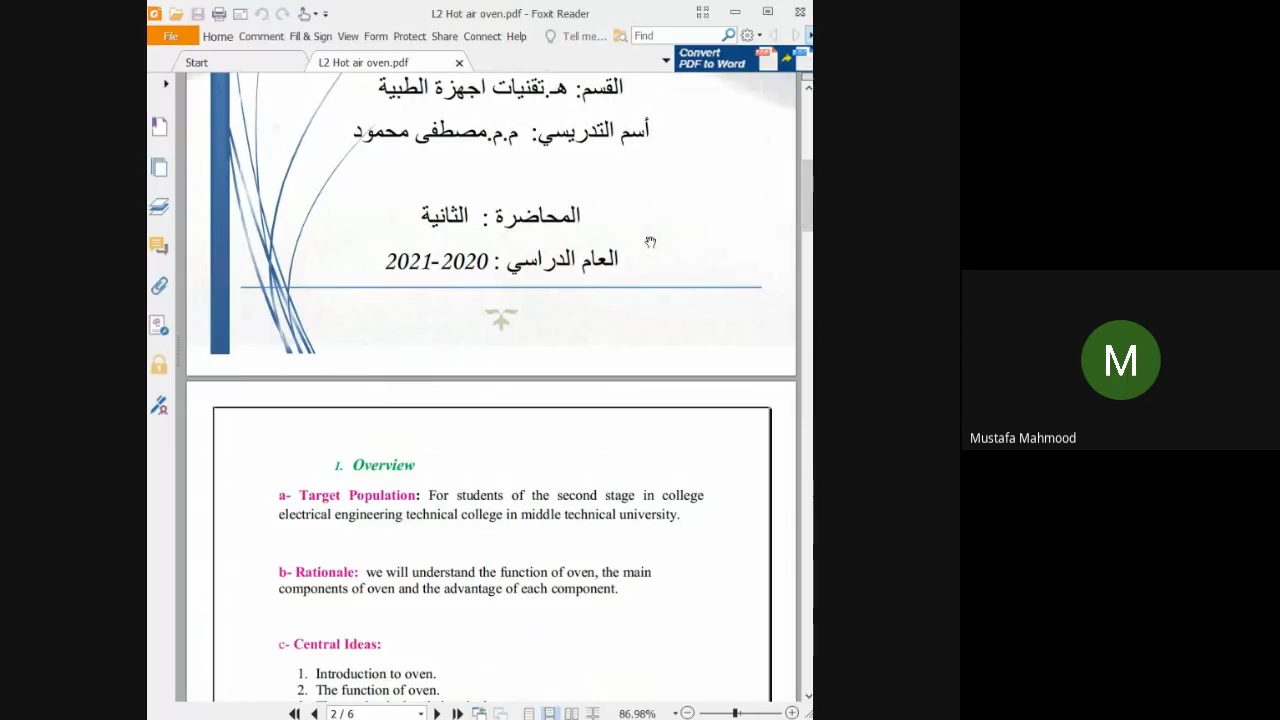 L2 Hot air oven.pdf - Foxit Reader
File Home Comment Fill & Sign View Form Protect Share Connect Help Tell me... Find
Start L2 Hot air oven.pdf
Convert
PDF to Word
القسم: هـ.تقنيات اجهزة الطبية
أسم التدريسي: م.م.مصطفى محمود
المحاضرة : الثانية
العام الدراسي : 2020-2021
1. Overview
a- Target Population: For students of the second stage in college
electrical engineering technical college in middle technical university.
b- Rationale: we will understand the function of oven, the main
components of oven and the advantage of each component.
c- Central Ideas:
1. Introduction to oven.
2. The function of oven.
2 / 6
86.98%
M
Mustafa Mahmood